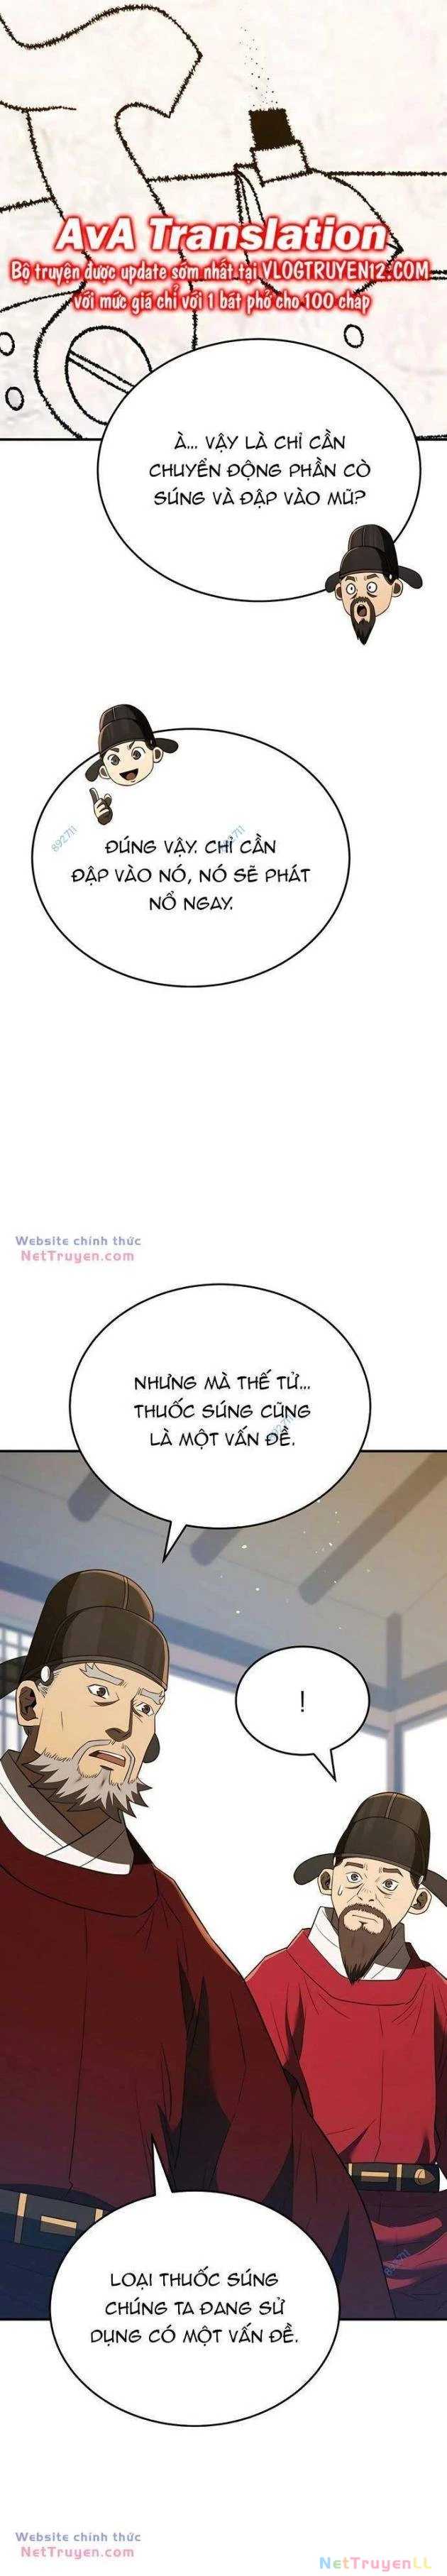 AvA Translation
Bộ truyện được update sớm nhất tại VLOGTRUYEN12.COM
với mức giá chỉ với 1 bát phở cho 100 chap
À... VẬY LÀ CHỈ CẦN
CHUYỂN ĐỘNG PHẦN CÒ
SÚNG VÀ ĐẬP VÀO MŨ?
892711
892711
ĐÚNG VẬY. CHỈ CẦN
ĐẬP VÀO NÓ, NÓ SẼ PHÁT
NỔ NGAY.
Website chính thức
NetTruyen.com
NHƯNG MÀ THẾ TỬ...
THUỐC SÚNG CŨNG
LÀ MỘT VẤN ĐỀ.
892711
!
892711
LOẠI THUỐC SÚNG
CHÚNG TA ĐANG SỬ
DỤNG CÓ MỘT VẤN ĐỀ.
Website chính thức
NetTruyen.com
NetTruyenLL